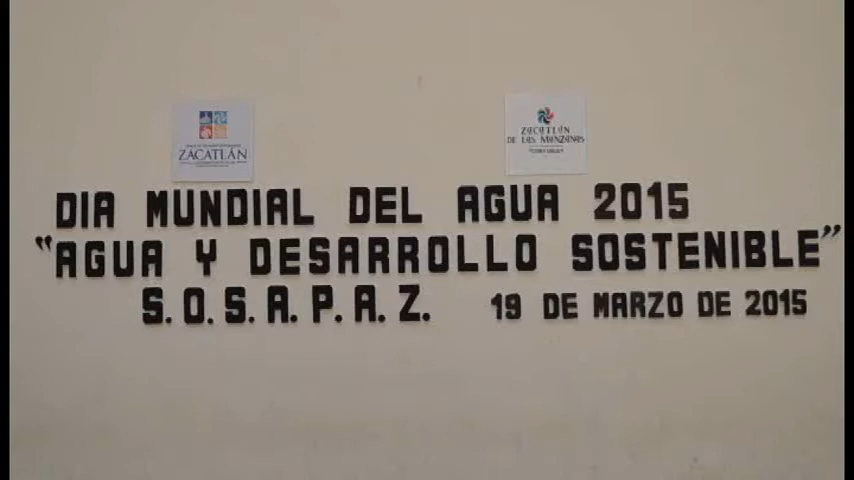 ZACATLÁN
ZACATLÁN
DE LAS MANZANAS
DIA MUNDIAL DEL AGUA 2015
“AGUA Y DESARROLLO SOSTENIBLE”
S.O.S.A.P.A.Z. 19 DE MARZO DE 2015